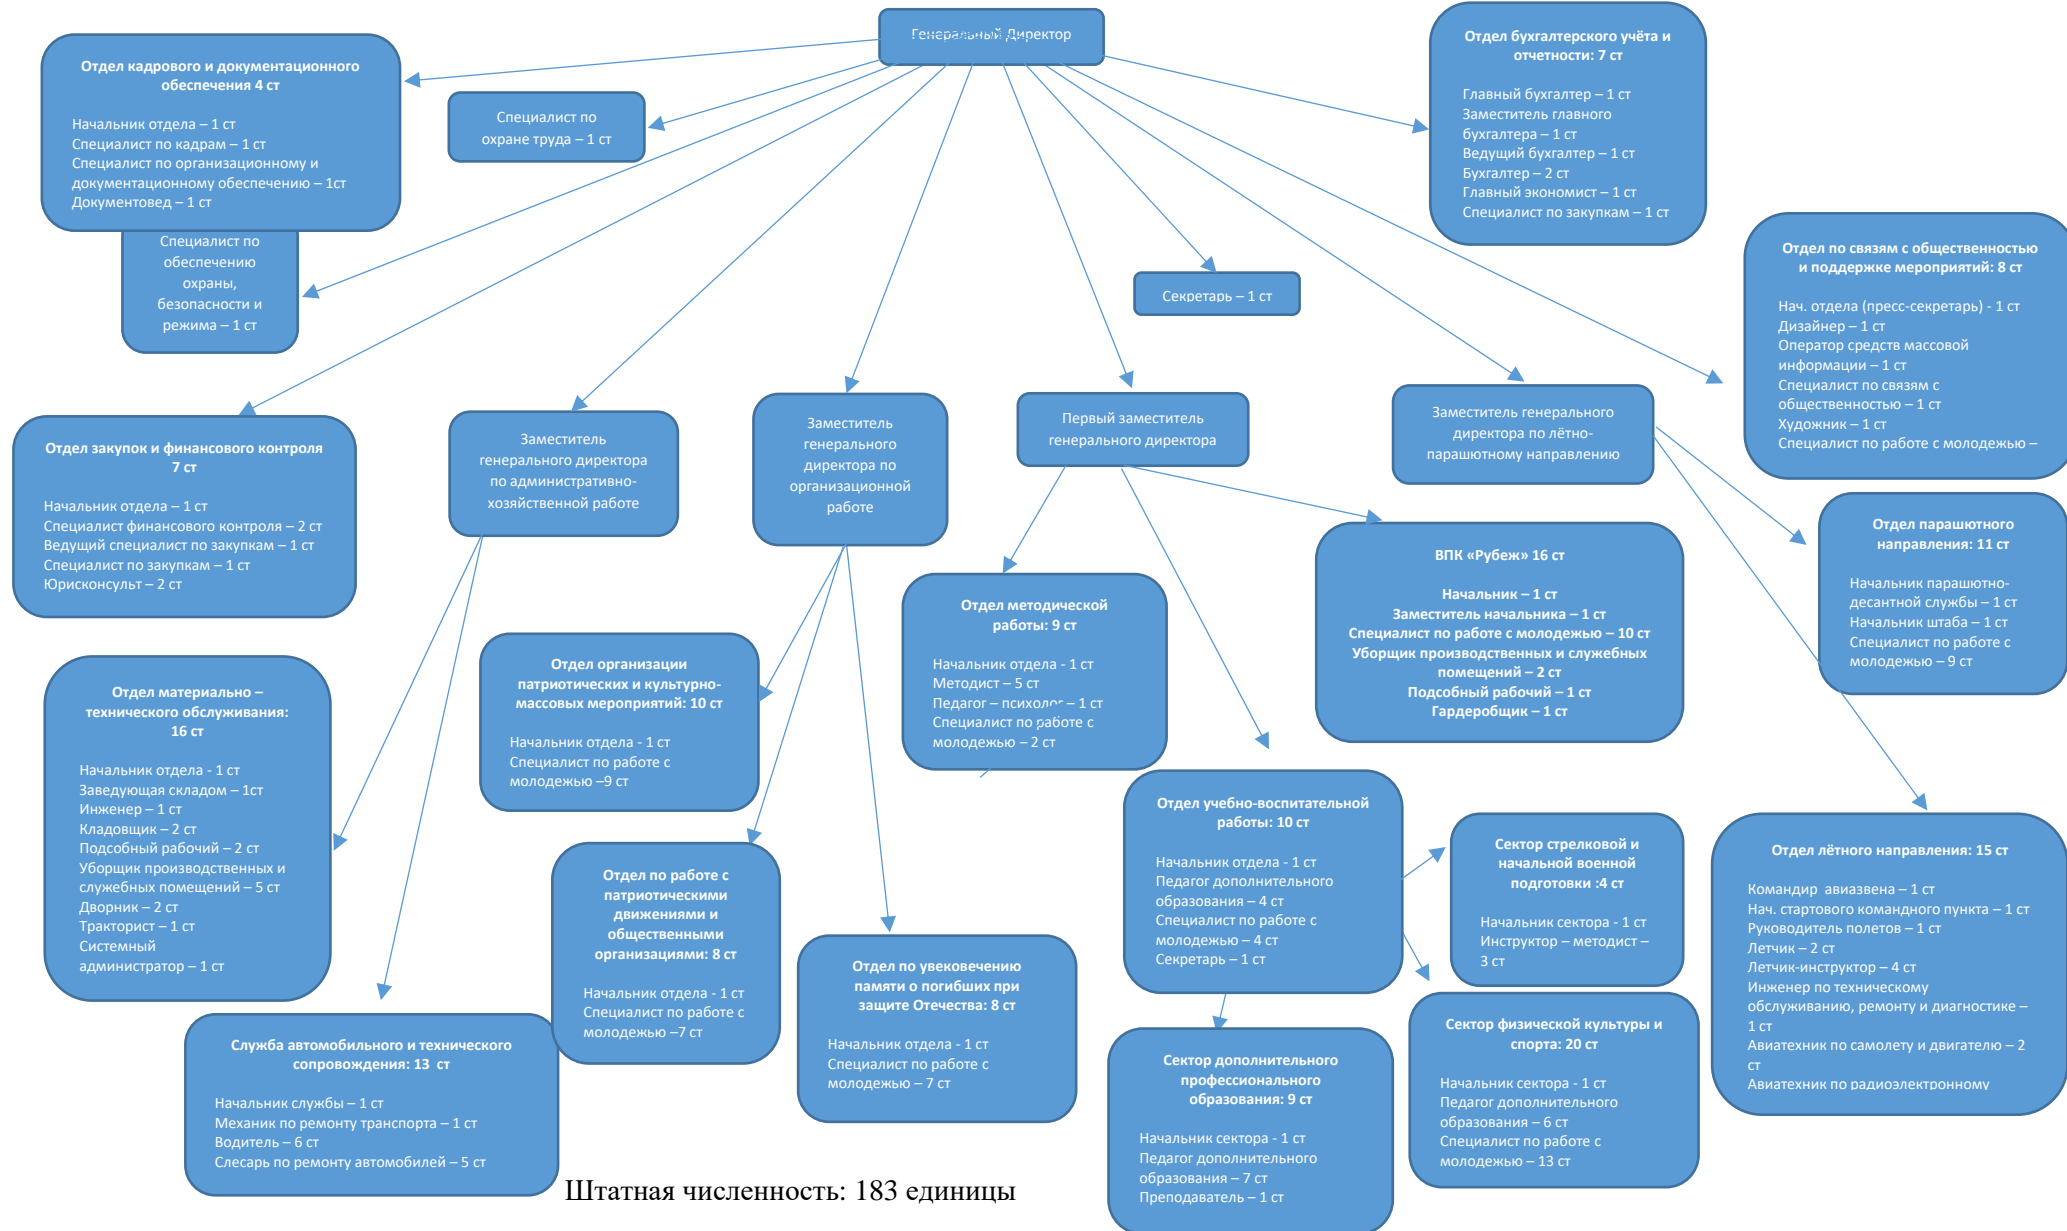 Генеральный Директор
Отдел кадрового и документационного
обеспечения 4 ст
Начальник отдела – 1 ст
Специалист по кадрам – 1 ст
Специалист по организационному и
документационному обеспечению – 1ст
Документовед – 1 ст
Специалист по
охране труда – 1 ст
Отдел бухгалтерского учёта и
отчетности: 7 ст
Главный бухгалтер – 1 ст
Заместитель главного
бухгалтера – 1 ст
Ведущий бухгалтер – 1 ст
Бухгалтер – 2 ст
Главный экономист – 1 ст
Специалист по закупкам – 1 ст
Специалист по
обеспечению
охраны,
безопасности и
режима – 1 ст
Секретарь – 1 ст
Отдел по связям с общественностью
и поддержке мероприятий: 8 ст
Нач. отдела (пресс-секретарь) - 1 ст
Дизайнер – 1 ст
Оператор средств массовой
информации – 1 ст
Специалист по связям с
общественностью – 1 ст
Художник – 1 ст
Специалист по работе с молодежью –
Отдел закупок и финансового контроля
7 ст
Начальник отдела – 1 ст
Специалист финансового контроля – 2 ст
Ведущий специалист по закупкам – 1 ст
Специалист по закупкам – 1 ст
Юрисконсульт – 2 ст
Заместитель
генерального директора
по административно-
хозяйственной работе
Заместитель
генерального
директора по
организационной
работе
Первый заместитель
генерального директора
Заместитель генерального
директора по лётно-
парашютному направлению
Отдел парашютного
направления: 11 ст
Начальник парашютно-
десантной службы – 1 ст
Начальник штаба – 1 ст
Специалист по работе с
молодежью – 9 ст
ВПК «Рубеж» 16 ст
Начальник – 1 ст
Заместитель начальника – 1 ст
Специалист по работе с молодежью – 10 ст
Уборщик производственных и служебных
помещений – 2 ст
Подсобный рабочий – 1 ст
Гардеробщик – 1 ст
Отдел методической
работы: 9 ст
Начальник отдела - 1 ст
Методист – 5 ст
Педагог – психолог – 1 ст
Специалист по работе с
молодежью – 2 ст
Отдел организации
патриотических и культурно-
массовых мероприятий: 10 ст
Начальник отдела - 1 ст
Специалист по работе с
молодежью –9 ст
Отдел материально –
технического обслуживания:
16 ст
Начальник отдела - 1 ст
Заведующая складом – 1ст
Инженер – 1 ст
Кладовщик – 2 ст
Подсобный рабочий – 2 ст
Уборщик производственных и
служебных помещений – 5 ст
Дворник – 2 ст
Тракторист – 1 ст
Системный
администратор – 1 ст
Отдел учебно-воспитательной
работы: 10 ст
Начальник отдела - 1 ст
Педагог дополнительного
образования – 4 ст
Специалист по работе с
молодежью – 4 ст
Секретарь – 1 ст
Сектор стрелковой и
начальной военной
подготовки :4 ст
Начальник сектора - 1 ст
Инструктор – методист –
3 ст
Отдел лётного направления: 15 ст
Командир авиазвена – 1 ст
Нач. стартового командного пункта – 1 ст
Руководитель полетов – 1 ст
Летчик – 2 ст
Летчик-инструктор – 4 ст
Инженер по техническому
обслуживанию, ремонту и диагностике –
1 ст
Авиатехник по самолету и двигателю – 2
ст
Авиатехник по радиоэлектронному
Отдел по работе с
патриотическими
движениями и
общественными
организациями: 8 ст
Начальник отдела - 1 ст
Специалист по работе с
молодежью –7 ст
Отдел по увековечению
памяти о погибших при
защите Отечества: 8 ст
Начальник отдела - 1 ст
Специалист по работе с
молодежью – 7 ст
Служба автомобильного и технического
сопровождения: 13 ст
Начальник службы – 1 ст
Механик по ремонту транспорта – 1 ст
Водитель – 6 ст
Слесарь по ремонту автомобилей – 5 ст
Сектор дополнительного
профессионального
образования: 9 ст
Начальник сектора - 1 ст
Педагог дополнительного
образования – 7 ст
Преподаватель – 1 ст
Сектор физической культуры и
спорта: 20 ст
Начальник сектора - 1 ст
Педагог дополнительного
образования – 6 ст
Специалист по работе с
молодежью – 13 ст
Штатная численность: 183 единицы